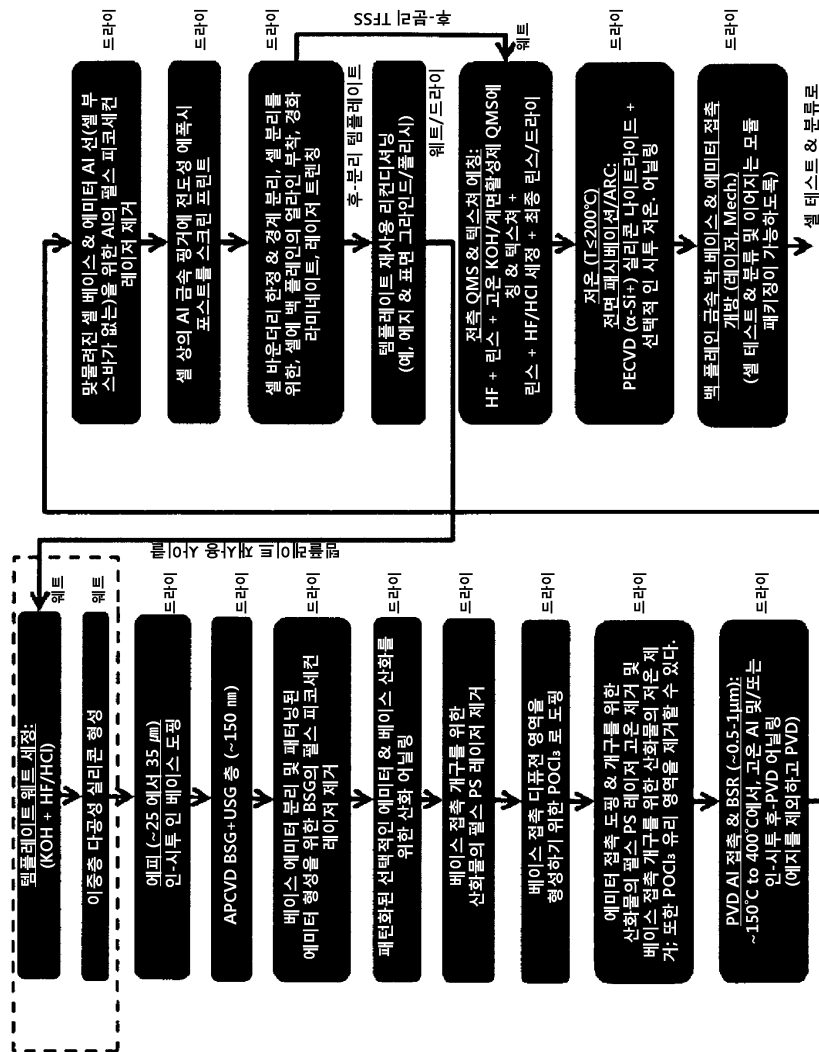 템플레이트 웨트 세정:
(KOH + HF/HCl)
웨트
이중층 다공성 실리콘 형성
웨트
에피 (~25 에서 35 ㎛)
인-시투 인 베이스 도핑
드라이
APCVD BSG+USG 층 (~150 ㎚)
드라이
베이스 에미터 분리 및 패터닝된
에미터 형성을 위한 BSG의 펄스 피코세컨
레이저 제거
드라이
패턴화된 선택적인 에미터 & 베이스 산화를
위한 산화 어닐링
드라이
베이스 접촉 개구를 위한
산화물의 펄스 PS 레이저 제거
드라이
베이스 접촉 디퓨전 영역을
형성하기 위한 POCl₃ 로 도핑
드라이
에미터 접촉 도핑 & 개구를 위한
산화물의 펄스 PS 레이저 고온 제거 및
베이스 접촉 개구를 위한 산화물의 저온 제
거; 또한 POCl₃ 유리 영역을 제거할 수 있다.
드라이
PVD Al 접촉 & BSR (~0.5-1μm):
~150℃ to 400℃에서, 고온 Al 및/또는
인-시투 후-PVD 어닐링
(에지를 제외하고 PVD)
드라이
템플레이트 재사용 사이클
맞물려진 셀 베이스 & 에미터 Al 선(셀 부
스바가 없는)을 위한 Al의 펄스 피코세컨
레이저 제거
드라이
셀 상의 Al 금속 핑거에 전도성 에폭시
포스트를 스크린 프린트
드라이
셀 바운더리 한정 & 경계 분리, 셀 분리를
위한, 셀에 백 플레인의 얼라인 부착, 경화
라미네이트, 레이저 트렌칭
드라이
후-분리 TFSS
후-분리 템플레이트
템플레이트 재사용 리컨디셔닝
(예, 에지 & 표면 그라인드/폴리시)
웨트/드라이
전측 QMS & 텍스처 에칭:
HF + 린스 + 고온 KOH/계면활성제 QMS에
칭 & 텍스처 +
린스 + HF/HCl 세정 + 최종 린스/드라이
웨트
저온 (T ≤200℃)
전면 패시베이션/ARC:
PECVD (α-Si+) 실리콘 나이트라이드 +
선택적 인 시투 저온. 어닐링
드라이
백 플레인 금속 박 베이스 & 에미터 접촉
개방 (레이저, Mech.)
(셀 테스트 & 분류 및 이어지는 모듈
패키징이 기능하도록)
드라이
셀 테스트 & 분류로